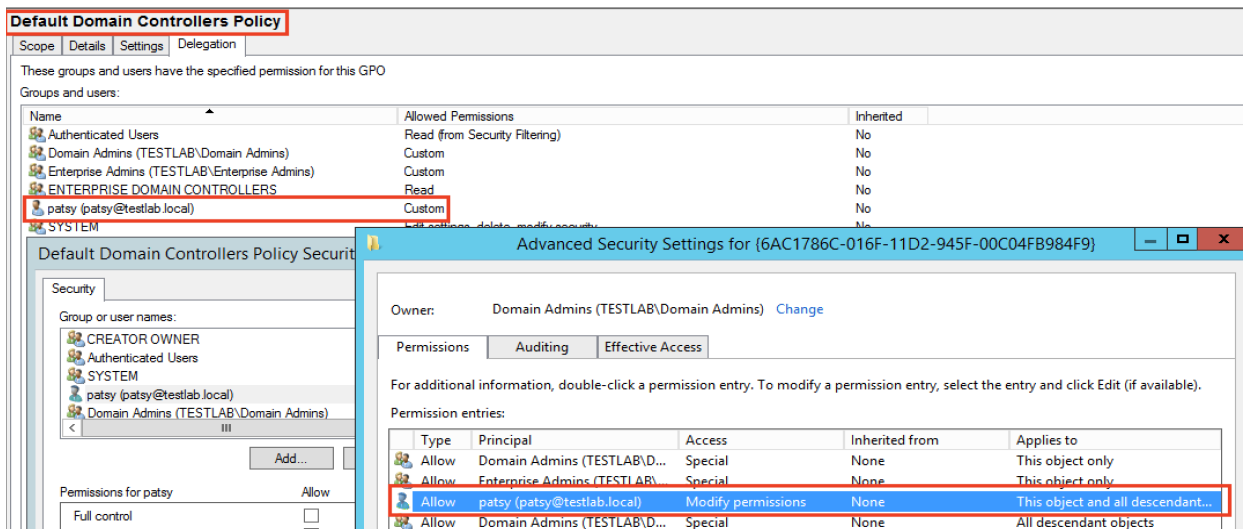 Default Domain Controllers Policy
Scope Details Settings Delegation
These groups and users have the specified permission for this GPO
Groups and users:
Name Allowed Permissions Inherited
Authenticated Users Read (from Security Filtering) No
Domain Admins (TESTLAB\Domain Admins) Custom No
Enterprise Admins (TESTLAB\Enterprise Admins) Custom No
ENTERPRISE DOMAIN CONTROLLERS Read No
patsy (patsy@testlab.local) Custom No
SYSTEM Edit settings, delete, modify security No
Default Domain Controllers Policy Securit
Security
Group or user names:
CREATOR OWNER
Authenticated Users
SYSTEM
patsy (patsy@testlab.local)
Domain Admins (TESTLAB\Domain Admins)
Add...
Permissions for patsy Allow
Full control
Advanced Security Settings for {6AC1786C-016F-11D2-945F-00C04FB984F9}
Owner: Domain Admins (TESTLAB\Domain Admins) Change
Permissions Auditing Effective Access
For additional information, double-click a permission entry. To modify a permission entry, select the entry and click Edit (if available).
Permission entries:
Type Principal Access Inherited from Applies to
Allow Domain Admins (TESTLAB\D... Special None This object only
Allow Enterprise Admins (TESTLAB\... Special None This object only
Allow patsy (patsy@testlab.local) Modify permissions None This object and all descendant...
Allow Domain Admins (TESTLAB\D... Special None All descendant objects